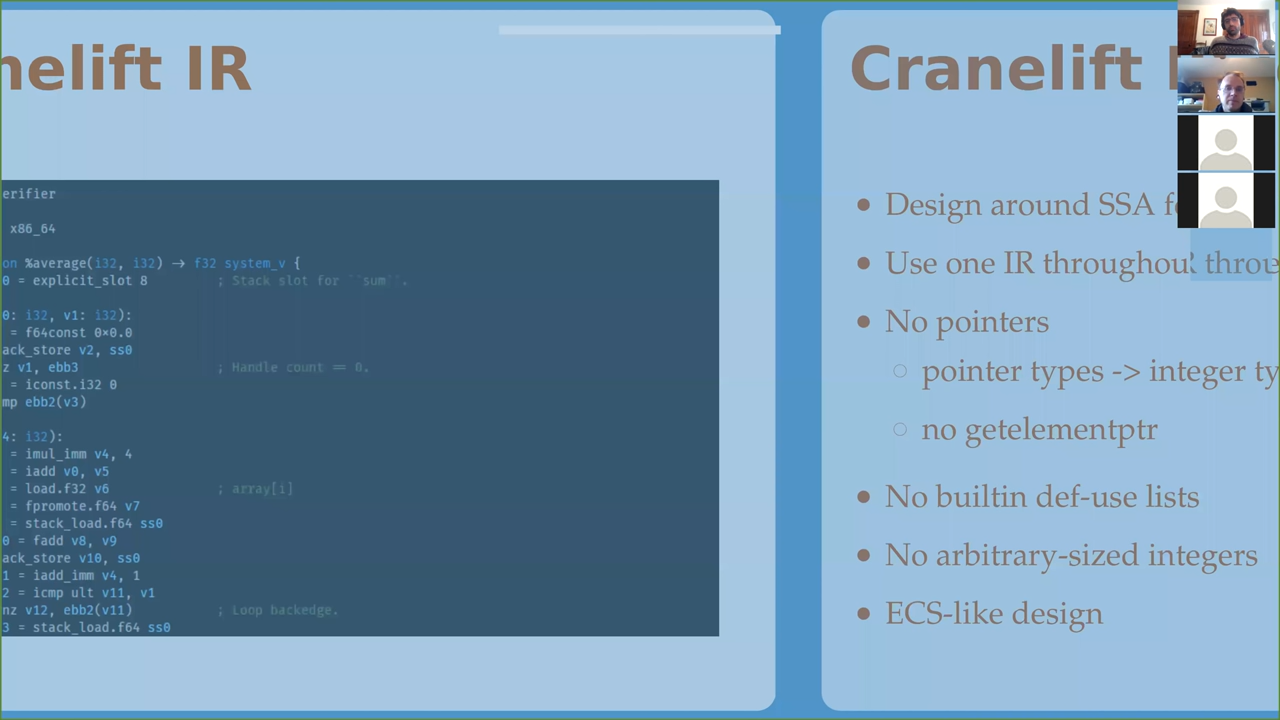 nelift IR
erifier
x86_64
on %average(i32, i32) → f32 system_v {
0 = explicit_slot 8 ; Stack slot for ``sum``.
0: i32, v1: i32):
= f64const 0×0.0
ack_store v2, ss0
z v1, ebb3 ; Handle count == 0.
= iconst.i32 0
mp ebb2(v3)
4: i32):
= imul_imm v4, 4
= iadd v0, v5
= load.f32 v6 ; array[i]
= fpromote.f64 v7
= stack_load.f64 ss0
0 = fadd v8, v9
ack_store v10, ss0
1 = iadd_imm v4, 1
2 = icmp ult v11, v1
nz v12, ebb2(v11) ; Loop backedge.
3 = stack_load.f64 ss0
Cranelift
• Design around SSA
• Use one IR throughou
throu
• No pointers
○ pointer types -> integer ty
○ no getelementptr
• No builtin def-use lists
• No arbitrary-sized integers
• ECS-like design